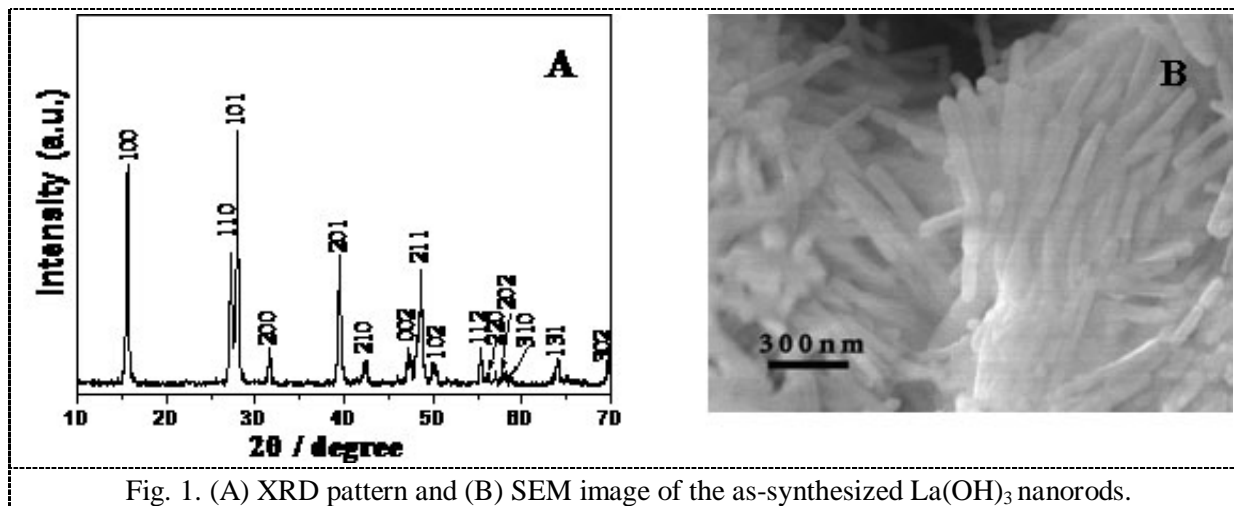 A
Intensity (a.u.)
100
110
101
200
201
210
002
211
102
112
220
202
310
131
302
10 20 30 40 50 60 70
2θ / degree
B
300nm
Fig. 1. (A) XRD pattern and (B) SEM image of the as-synthesized La(OH)₃ nanorods.